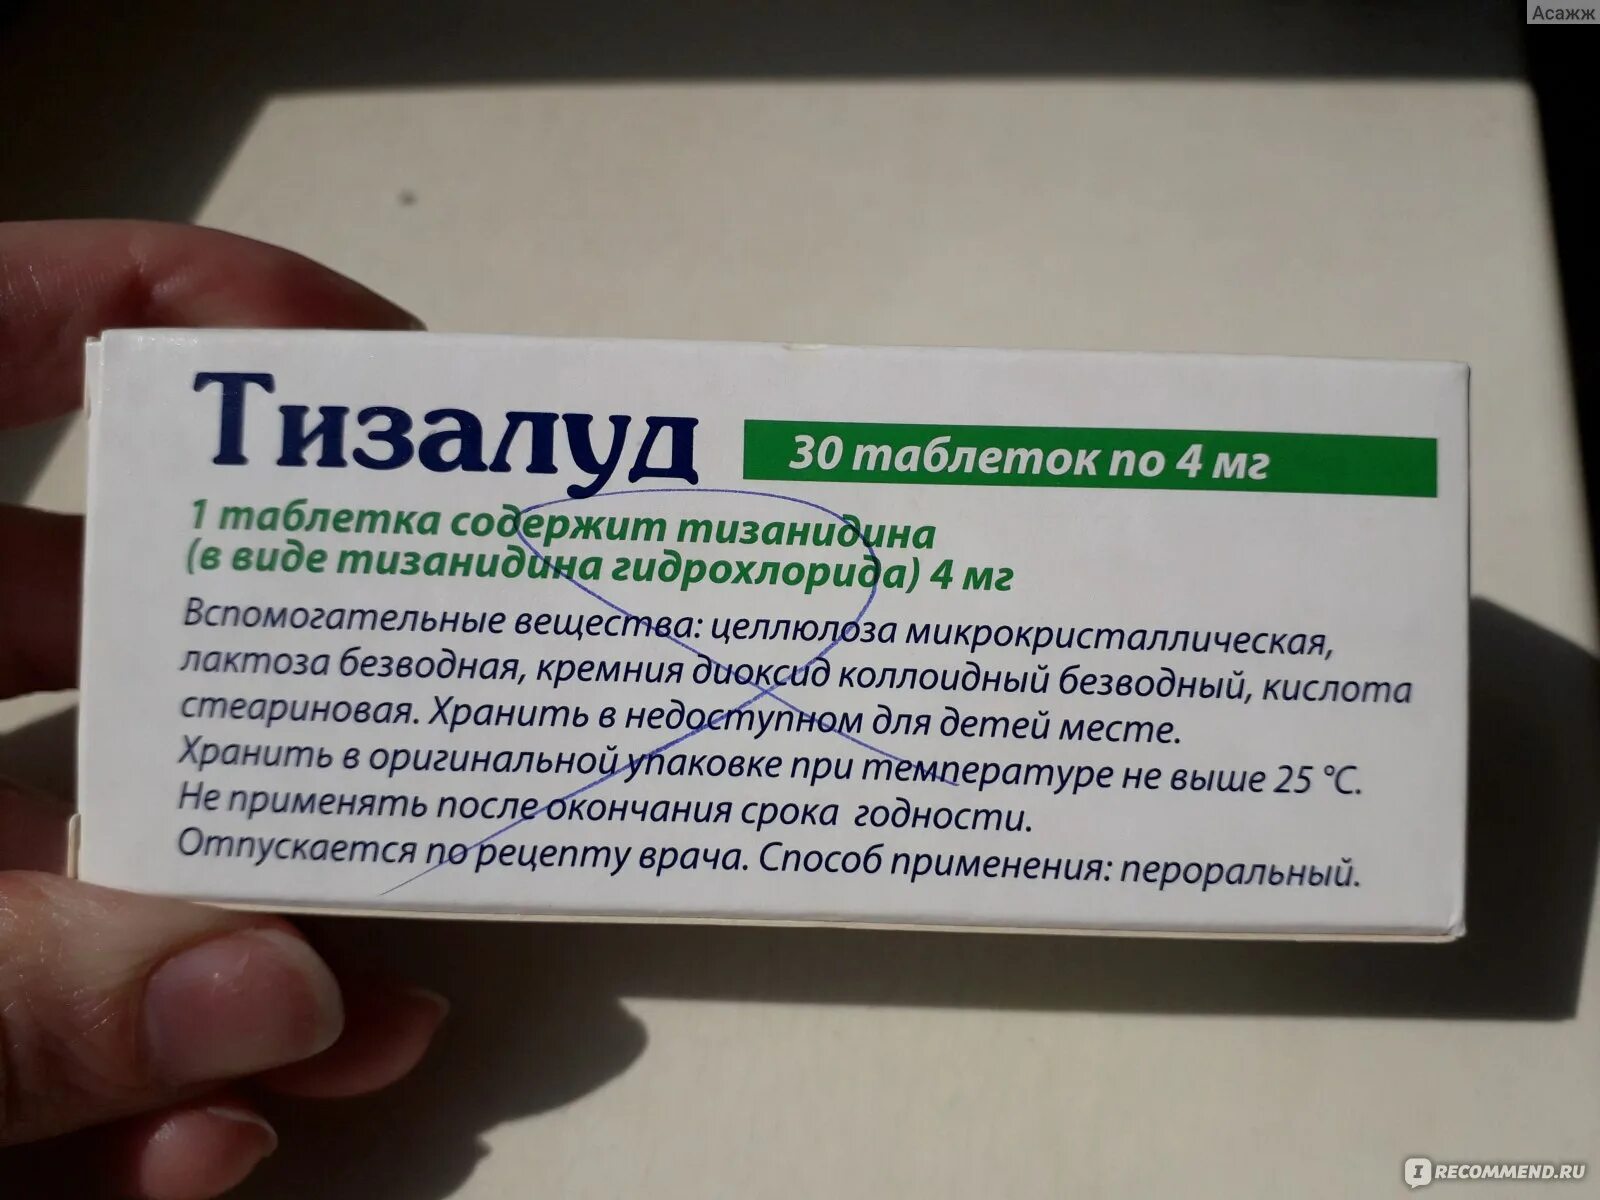 Асажж
Тизалуд
30 таблеток по 4 мг
1 таблетка содержит тизанидина
(в виде тизанидина гидрохлорида) 4 мг
Вспомогательные вещества: целлюлоза микрокристаллическая,
лактоза безводная, кремния диоксид коллоидный безводный, кислота
стеариновая. Хранить в недоступном для детей месте.
Хранить в оригинальной упаковке при температуре не выше 25 °С.
Не применять после окончания срока годности.
Отпускается по рецепту врача. Способ применения: пероральный.
IRECOMMEND.RU